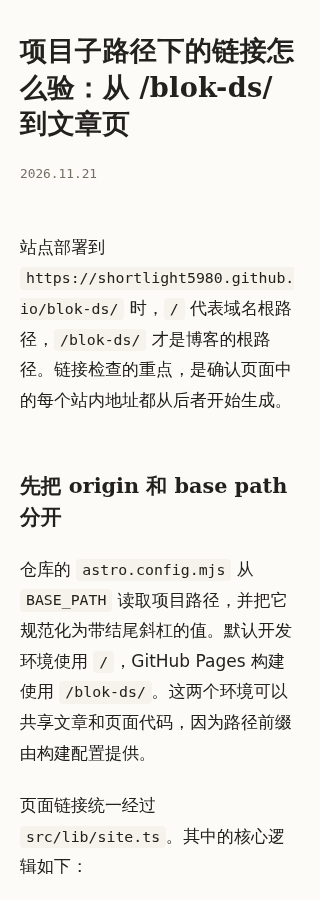 项目子路径下的链接怎
么验：从 /blok-ds/
到文章页
2026.11.21
站点部署到
https://shortlight5980.github.
io/blok-ds/ 时， / 代表域名根路
径， /blok-ds/ 才是博客的根路
径。链接检查的重点，是确认页面中
的每个站内地址都从后者开始生成。
先把 origin 和 base path
分开
仓库的 astro.config.mjs 从
BASE_PATH 读取项目路径，并把它
规范化为带结尾斜杠的值。默认开发
环境使用 / ，GitHub Pages 构建
使用 /blok-ds/ 。这两个环境可以
共享文章和页面代码，因为路径前缀
由构建配置提供。
页面链接统一经过
src/lib/site.ts 。其中的核心逻
辑如下：